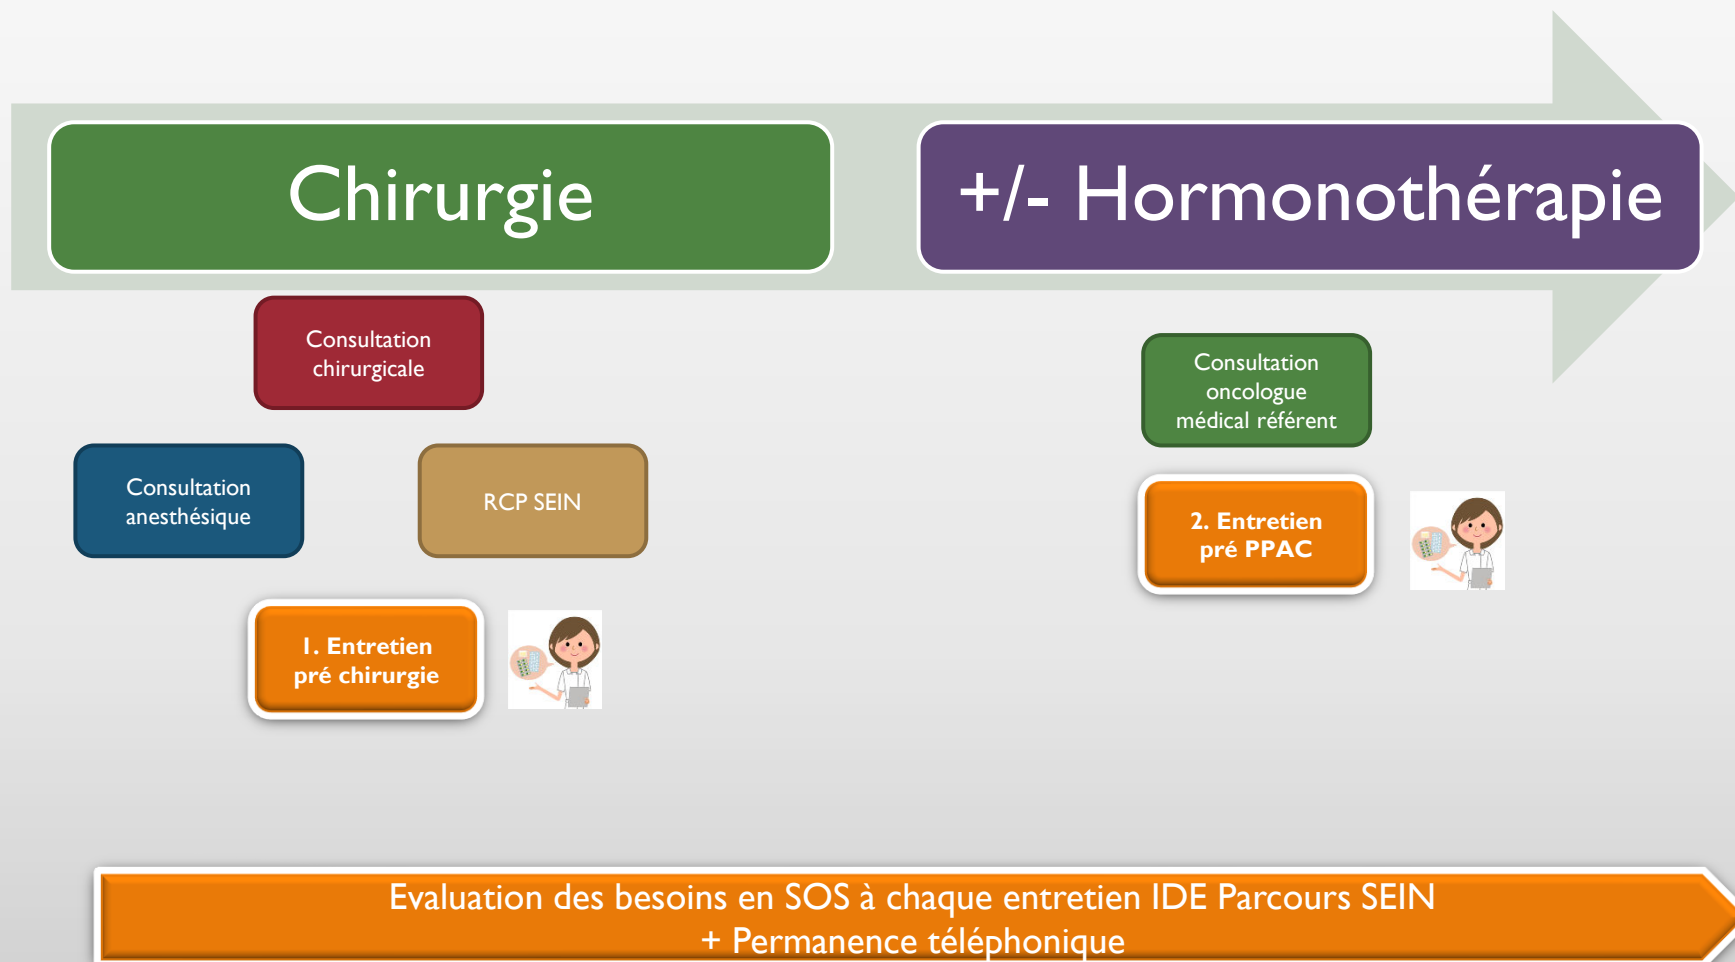 Chirurgie
+/- Hormonothérapie
Consultation
chirurgicale
Consultation
anesthésique
RCP SEIN
1. Entretien
pré chirurgie
Consultation
oncologue
médical référent
2. Entretien
pré PPAC
Evaluation des besoins en SOS à chaque entretien IDE Parcours SEIN
+ Permanence téléphonique